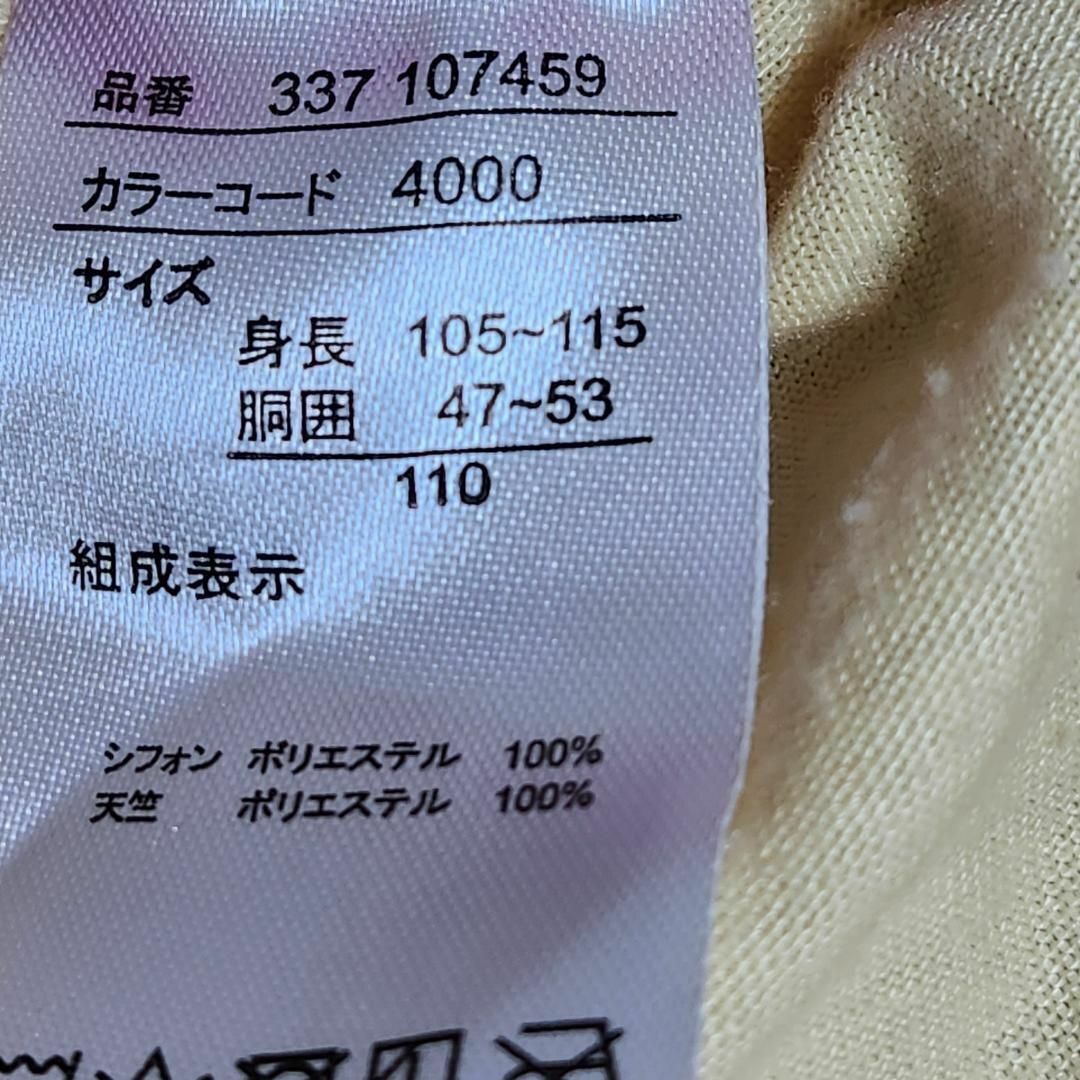 品番 337 107459
カラーコード 4000
サイズ
身長 105~115
胴囲 47~53
110
組成表示
シフォン ポリエステル 100%
天竺 ポリエステル 100%